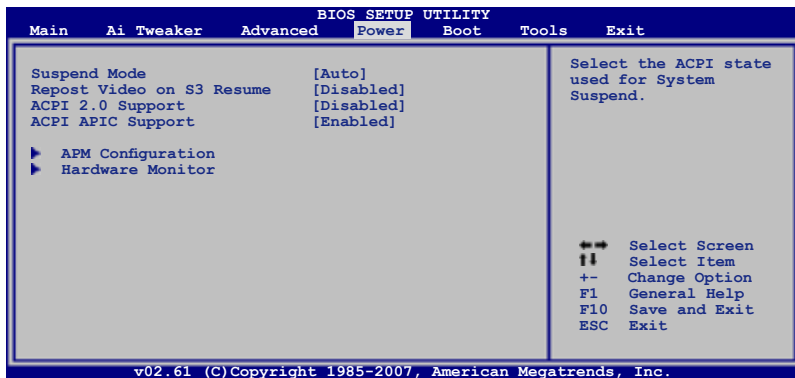 BIOS SETUP UTILITY
Main Ai Tweaker Advanced Power Boot Tools Exit
Suspend Mode [Auto]
Repost Video on S3 Resume [Disabled]
ACPI 2.0 Support [Disabled]
ACPI APIC Support [Enabled]
APM Configuration
Hardware Monitor
Select the ACPI state
used for System
Suspend.
Select Screen
Select Item
+- Change Option
F1 General Help
F10 Save and Exit
ESC Exit
v02.61 (C)Copyright 1985-2007, American Megatrends, Inc.